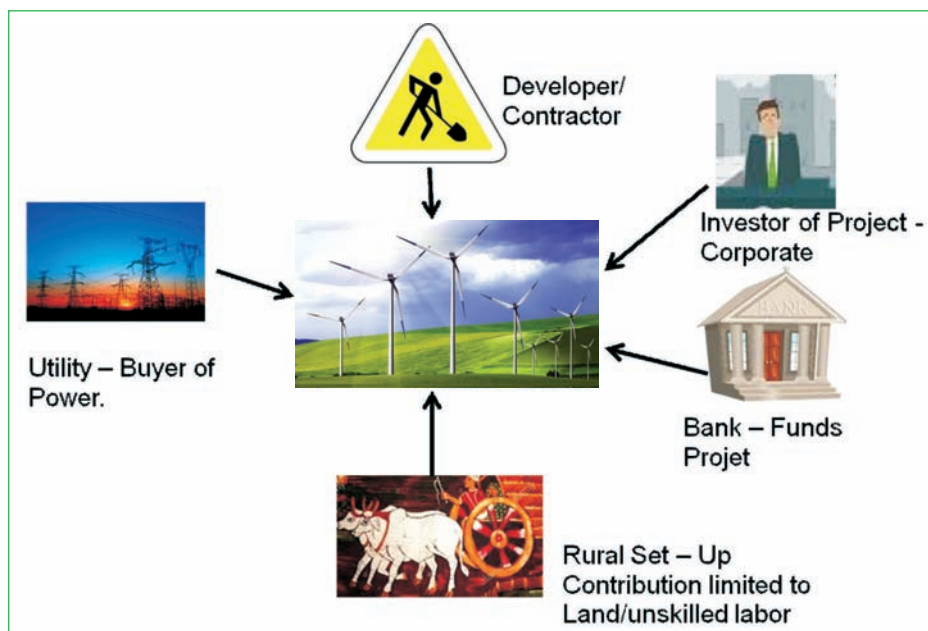 Developer/
Contractor
Investor of Project -
Corporate
BANK
Utility – Buyer of
Power.
Bank – Funds
Projet
Rural Set – Up
Contribution limited to
Land/unskilled labor